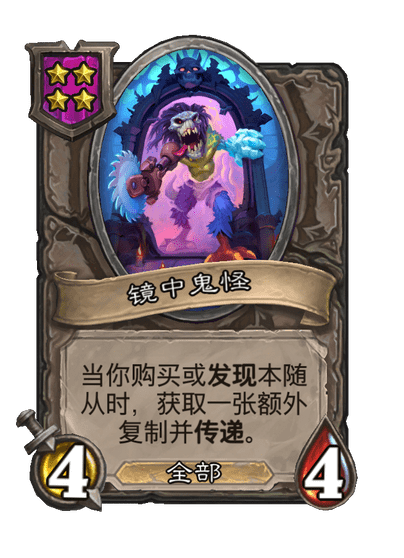 镜中鬼怪
当你购买或发现本随
从时，获取一张额外
复制并传递。
全部
4
4